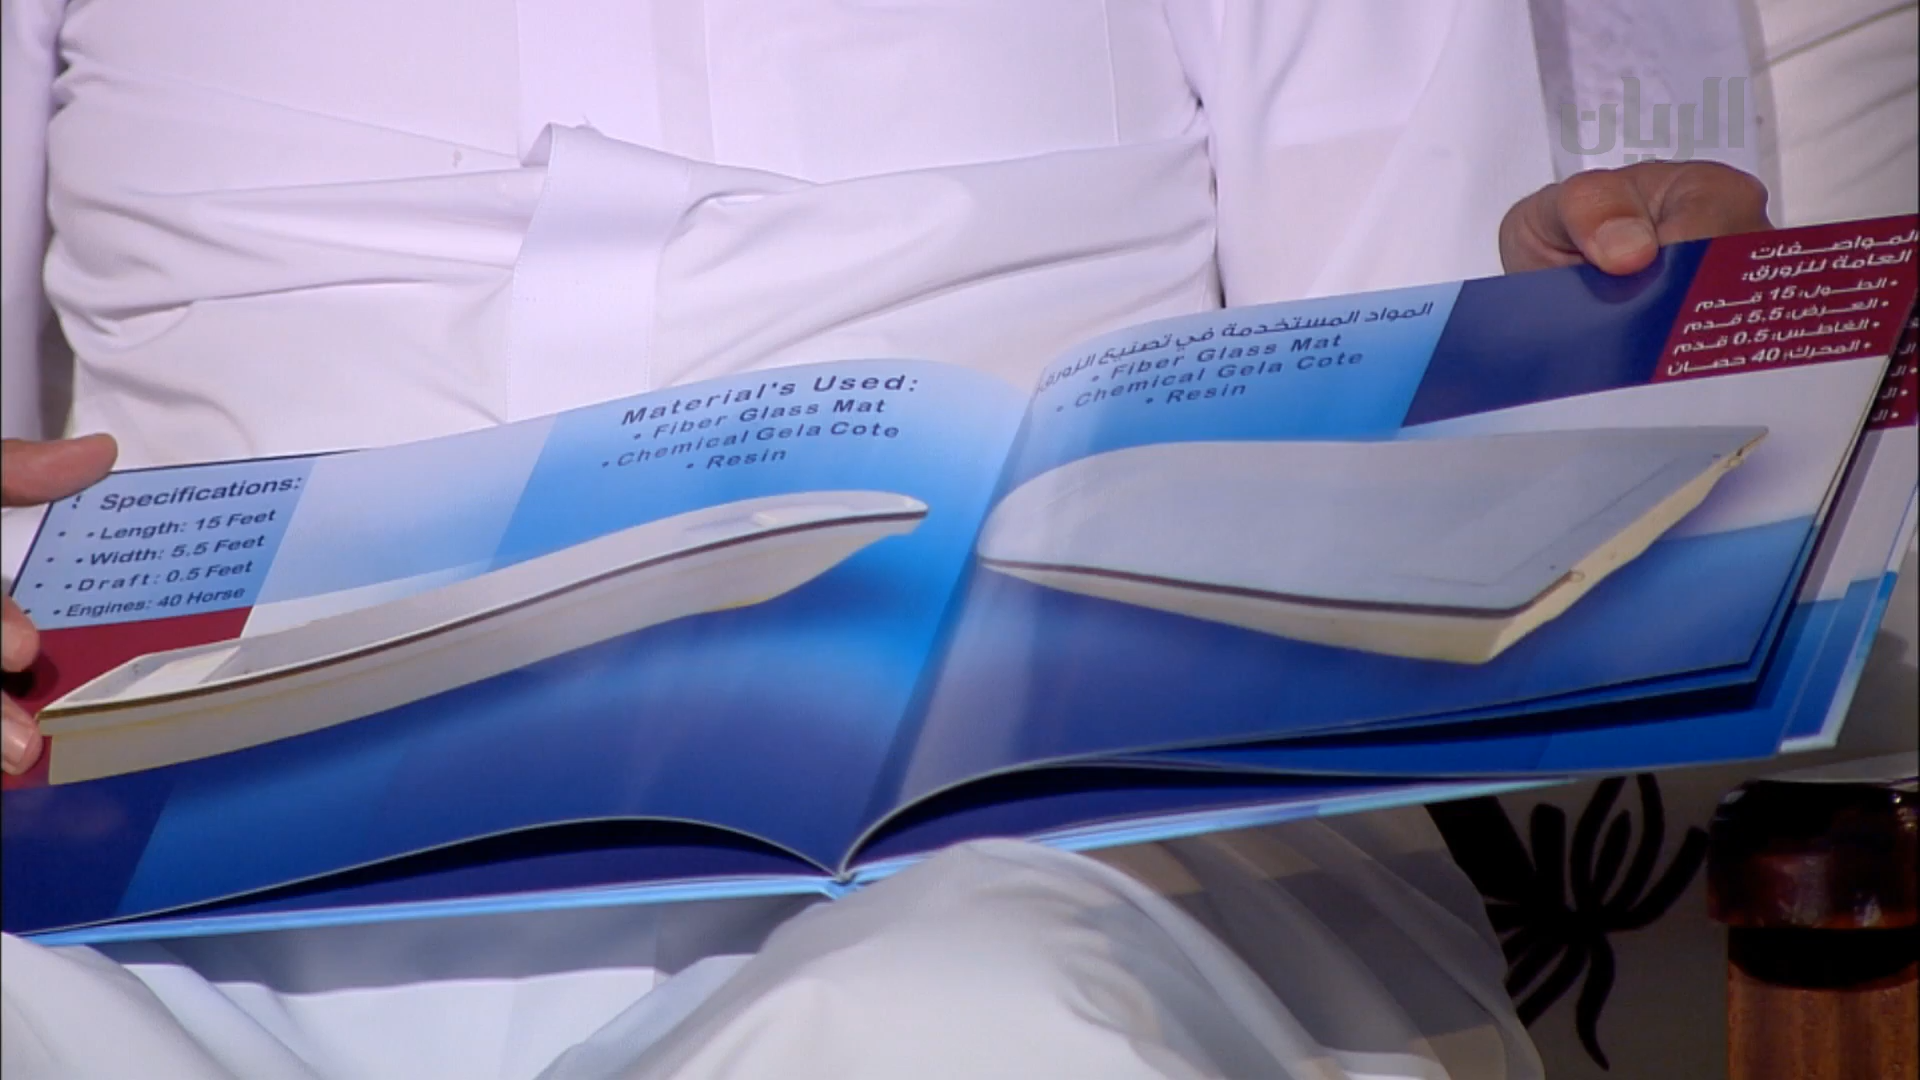 الريان
Specifications:
• Length: 15 Feet
• Width: 5.5 Feet
• Draft: 0.5 Feet
• Engines: 40 Horse
Material's Used:
• Fiber Glass Mat
• Chemical Gela Cote
• Resin
المواد المستخدمة في تصنيع الزورق
• Fiber Glass Mat
• Chemical Gela Cote
• Resin
المواصفات
العامة للزورق:
• الطول: 15 قدم
• العرض: 5.5 قدم
• الغاطس: 0.5 قدم
• المحرك: 40 حصان